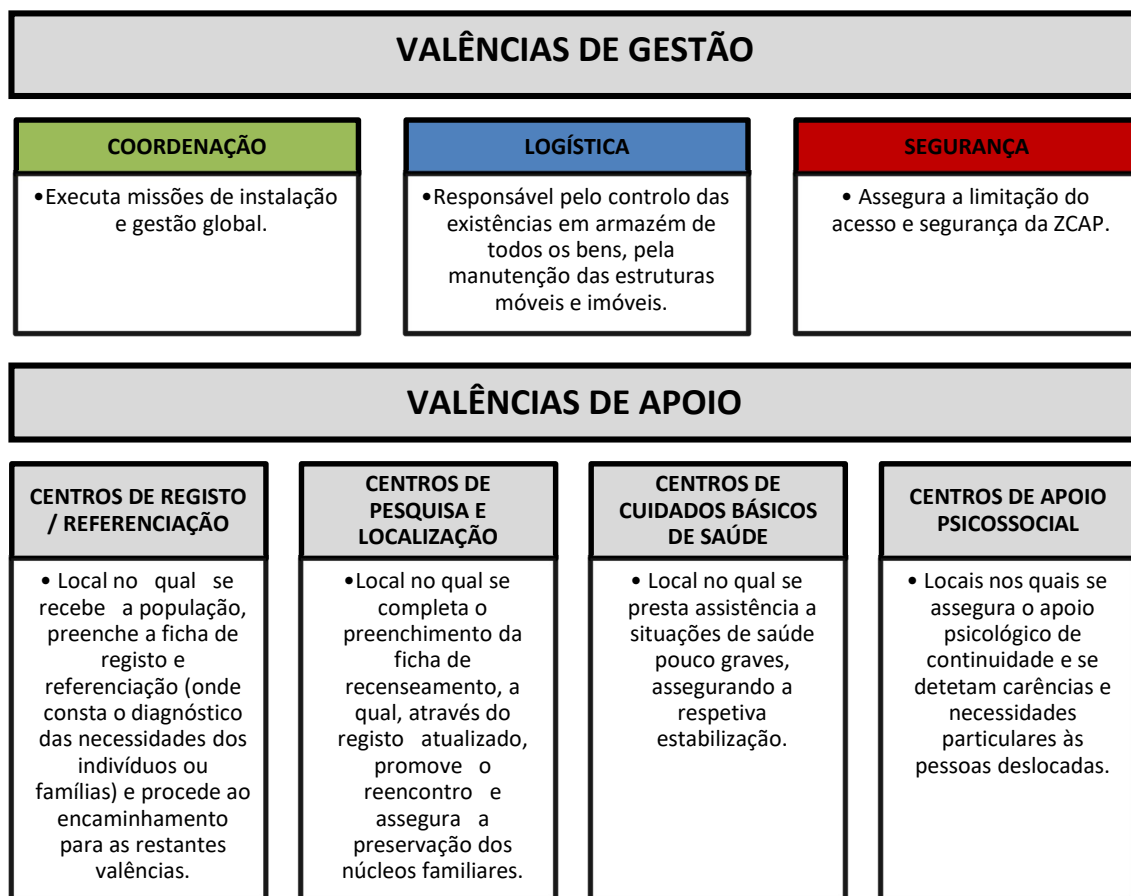 VALÊNCIAS DE GESTÃO
COORDENAÇÃO
•Executa missões de instalação
e gestão global.
LOGÍSTICA
•Responsável pelo controlo das
existências em armazém de
todos os bens, pela
manutenção das estruturas
móveis e imóveis.
SEGURANÇA
• Assegura a limitação do
acesso e segurança da ZCAP.
VALÊNCIAS DE APOIO
CENTROS DE REGISTO
/ REFERENCIAÇÃO
• Local no qual se
recebe a população,
preenche a ficha de
registo e
referenciação (onde
consta o diagnóstico
das necessidades dos
indivíduos ou
famílias) e procede ao
encaminhamento
para as restantes
valências.
CENTROS DE
PESQUISA E
LOCALIZAÇÃO
•Local no qual se
completa o
preenchimento da
ficha de
recenseamento, a
qual, através do
registo atualizado,
promove o
reencontro e
assegura a
preservação dos
núcleos familiares.
CENTROS DE
CUIDADOS BÁSICOS
DE SAÚDE
• Local no qual se
presta assistência a
situações de saúde
pouco graves,
assegurando a
respetiva
estabilização.
CENTROS DE APOIO
PSICOSSOCIAL
• Locais nos quais se
assegura o apoio
psicológico de
continuidade e se
detetam carências e
necessidades
particulares às
pessoas deslocadas.